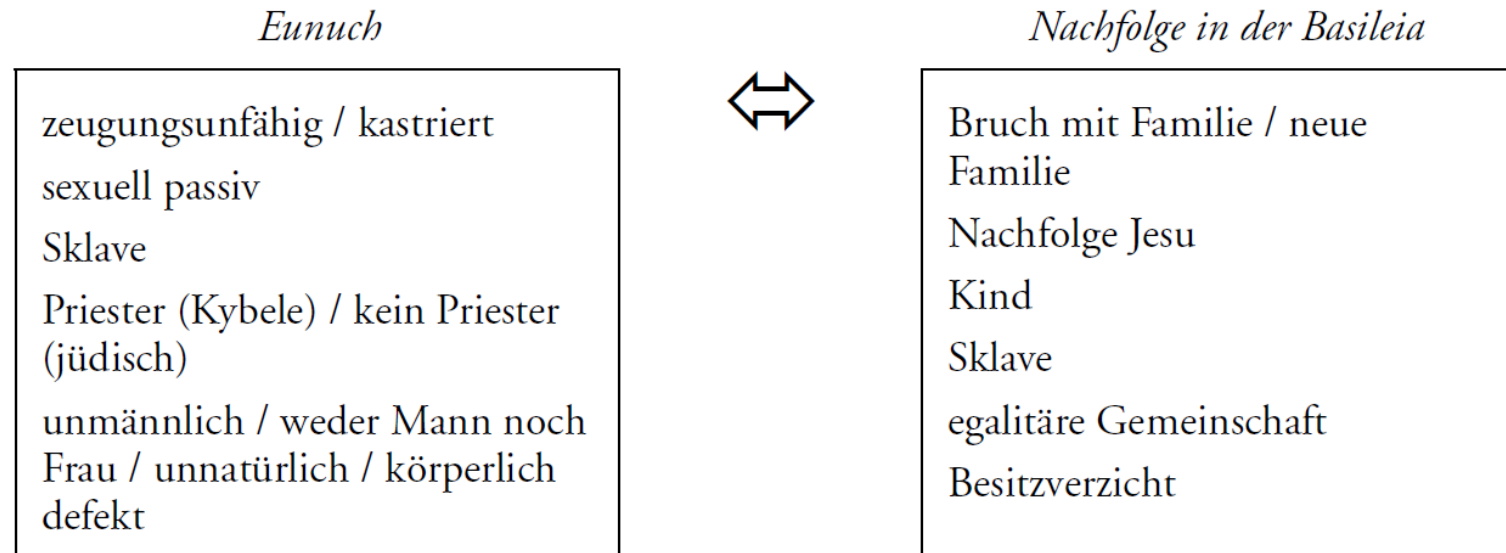 Eunuch
zeugungsunfähig / kastriert
sexuell passiv
Sklave
Priester (Kybele) / kein Priester
(jüdisch)
unmännlich / weder Mann noch
Frau / unnatürlich / körperlich
defekt
Nachfolge in der Basileia
Bruch mit Familie / neue
Familie
Nachfolge Jesu
Kind
Sklave
egalitäre Gemeinschaft
Besitzverzicht